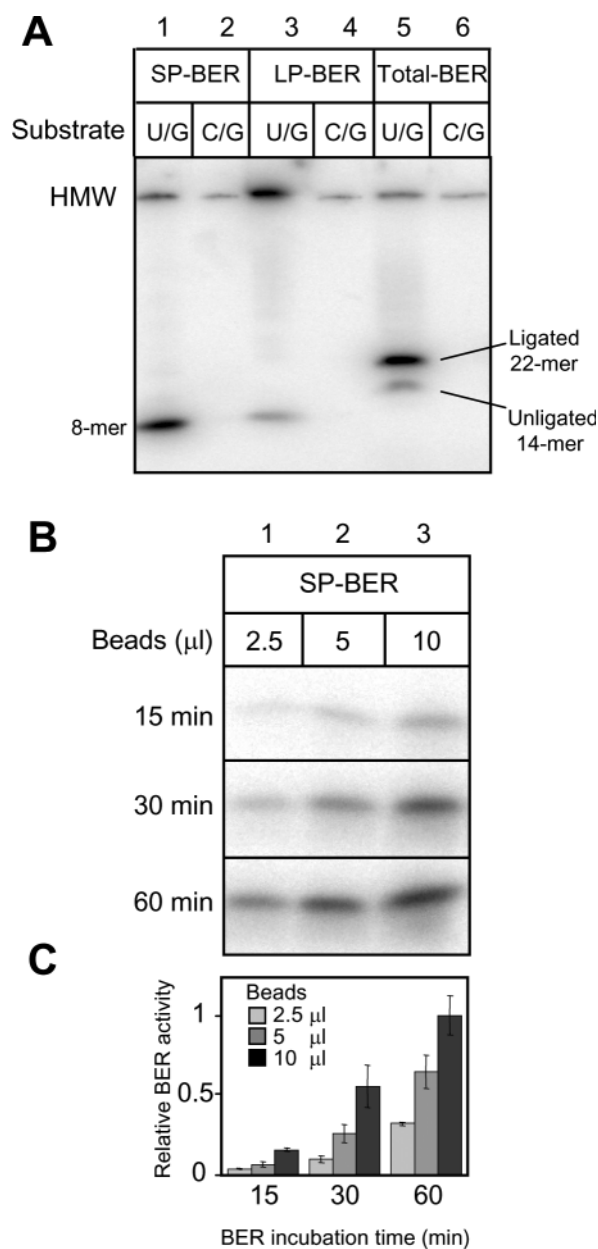 A
1 2 3 4 5 6
SP-BER LP-BER Total-BER
Substrate U/G C/G U/G C/G U/G C/G
HMW
Ligated
22-mer
8-mer
Unligated
14-mer
B
1 2 3
SP-BER
Beads (μl) 2.5 5 10
15 min
30 min
60 min
C
Relative BER activity
1
0.5
0
Beads
2.5 μl
5 μl
10 μl
15 30 60
BER incubation time (min)